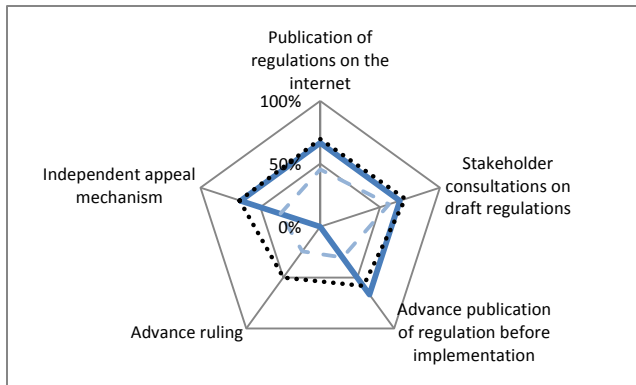 Publication of
regulations on the
internet
100%
50%
0%
Stakeholder
consultations on
draft regulations
Advance publication
of regulation before
implementation
Advance ruling
Independent appeal
mechanism